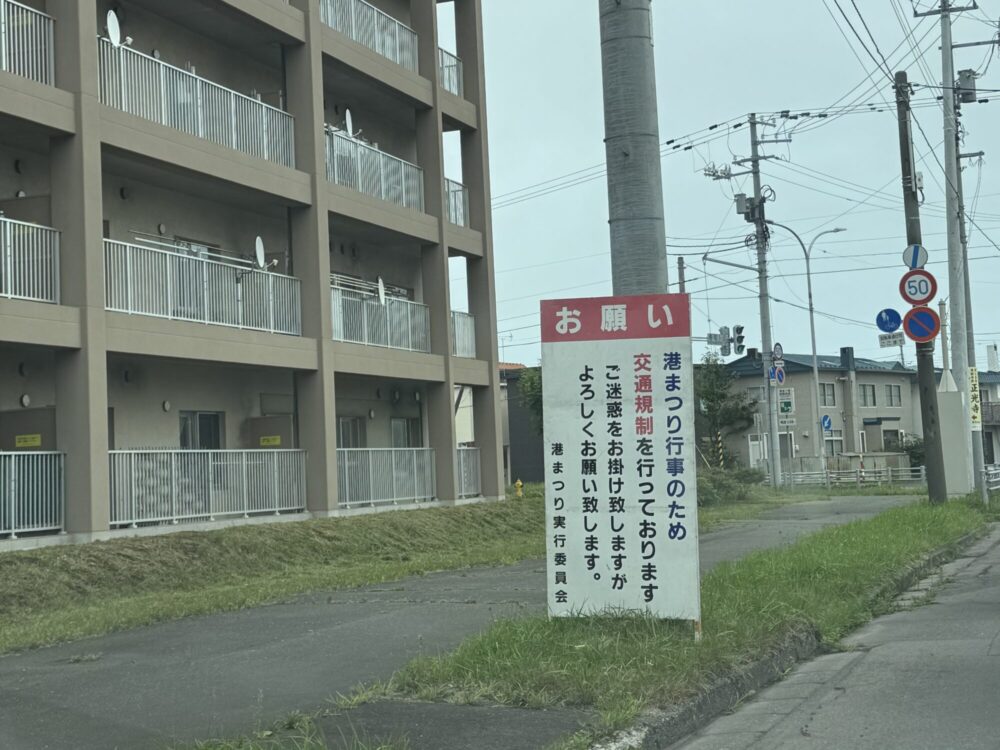 お願い
港まつり行事のため
交通規制を行っております
ご迷惑をお掛け致しますが
よろしくお願い致します。
港まつり実行委員会
50
正光寺